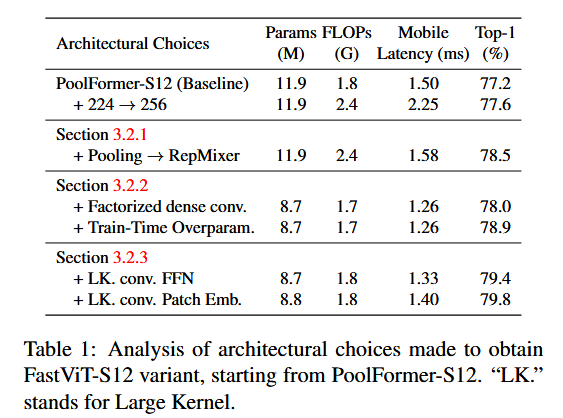 Architectural Choices Params FLOPs Mobile Top-1
(M) (G) Latency (ms) (%)
PoolFormer-S12 (Baseline) 11.9 1.8 1.50 77.2
+ 224 → 256 11.9 2.4 2.25 77.6
Section 3.2.1
+ Pooling → RepMixer 11.9 2.4 1.58 78.5
Section 3.2.2
+ Factorized dense conv. 8.7 1.7 1.26 78.0
+ Train-Time Overparam. 8.7 1.7 1.26 78.9
Section 3.2.3
+ LK. conv. FFN 8.7 1.8 1.33 79.4
+ LK. conv. Patch Emb. 8.8 1.8 1.40 79.8
Table 1: Analysis of architectural choices made to obtain
FastViT-S12 variant, starting from PoolFormer-S12. “LK.”
stands for Large Kernel.